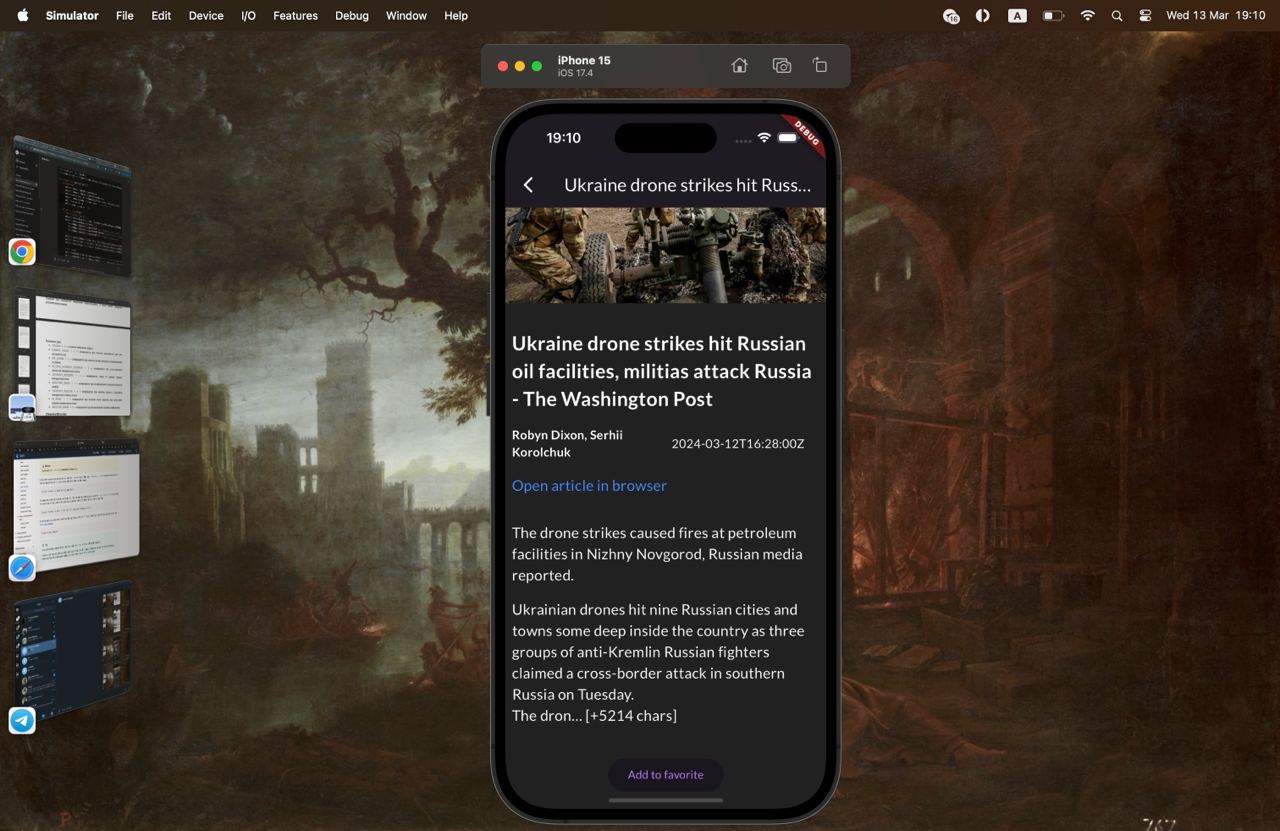 Simulator File Edit Device I/O Features Debug Window Help
16 A Wed 13 Mar 19:10
iPhone 15
iOS 17.4
19:10
DEBUG
Ukraine drone strikes hit Russ...
Ukraine drone strikes hit Russian
oil facilities, militias attack Russia
- The Washington Post
Robyn Dixon, Serhii
Korolchuk
2024-03-12T16:28:00Z
Open article in browser
The drone strikes caused fires at petroleum
facilities in Nizhny Novgorod, Russian media
reported.
Ukrainian drones hit nine Russian cities and
towns some deep inside the country as three
groups of anti-Kremlin Russian fighters
claimed a cross-border attack in southern
Russia on Tuesday.
The dron… [+5214 chars]
Add to favorite